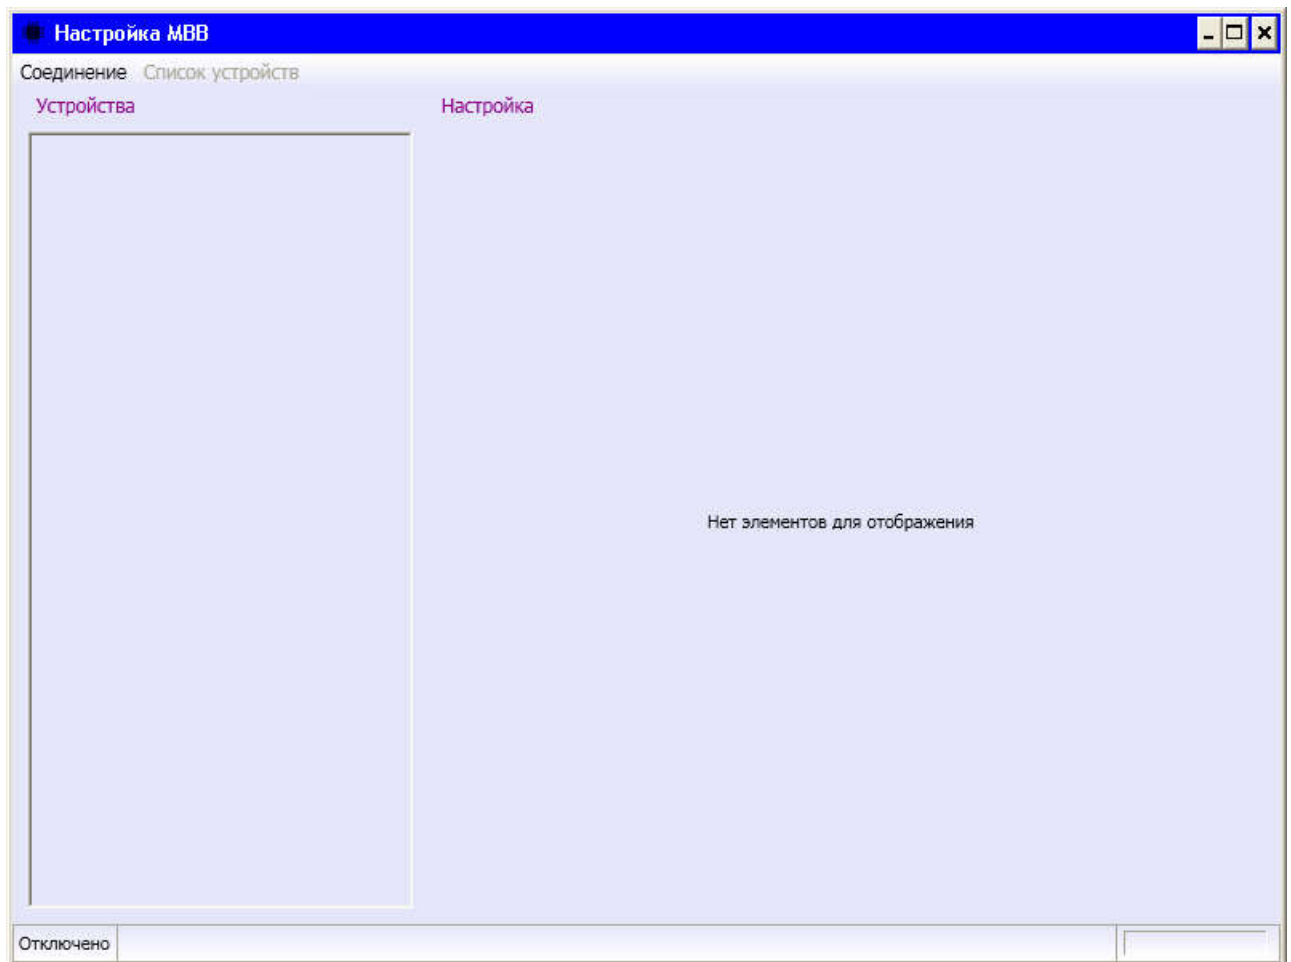 Настройка МВВ
Соединение Список устройств
Устройства Настройка
Нет элементов для отображения
Отключено